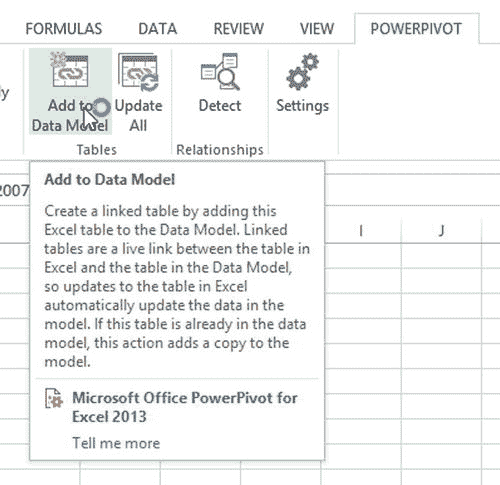 FORMULAS DATA REVIEW VIEW POWERPIVOT
Add to Update Detect Settings
Data Model All
Tables Relationships
2007
Add to Data Model
Create a linked table by adding this
Excel table to the Data Model. Linked
tables are a live link between the table in
Excel and the table in the Data Model,
so updates to the table in Excel
automatically update the data in the
model. If this table is already in the data
model, this action adds a copy to the
model.
I J
Microsoft Office PowerPivot for
Excel 2013
Tell me more